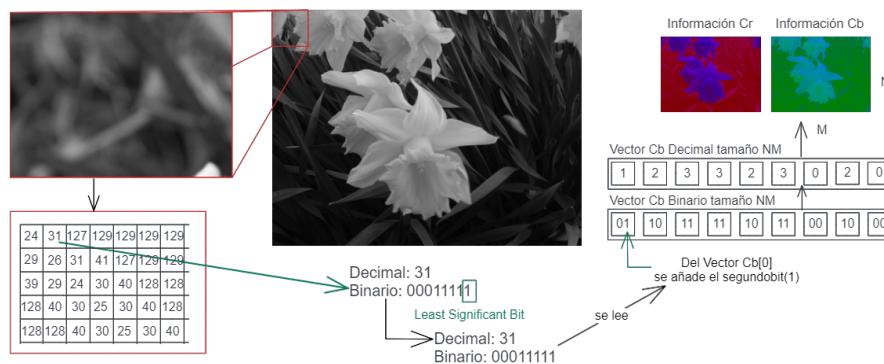 Información Cr
Información Cb
M
Vector Cb Decimal tamaño NM
1 2 3 3 2 3 0 2 0
Vector Cb Binario tamaño NM
01 10 11 11 10 11 00 10 00
Del Vector Cb[0]
se añade el segundobit(1)
24 31 127 129 129 129 129
29 26 31 41 127 129 129
39 29 24 30 40 128 128
128 40 25 30 40 128
128 128 40 30 25 30 40
Decimal: 31
Binario: 00011111
Least Significant Bit
se lee
Decimal: 31
Binario: 00011111